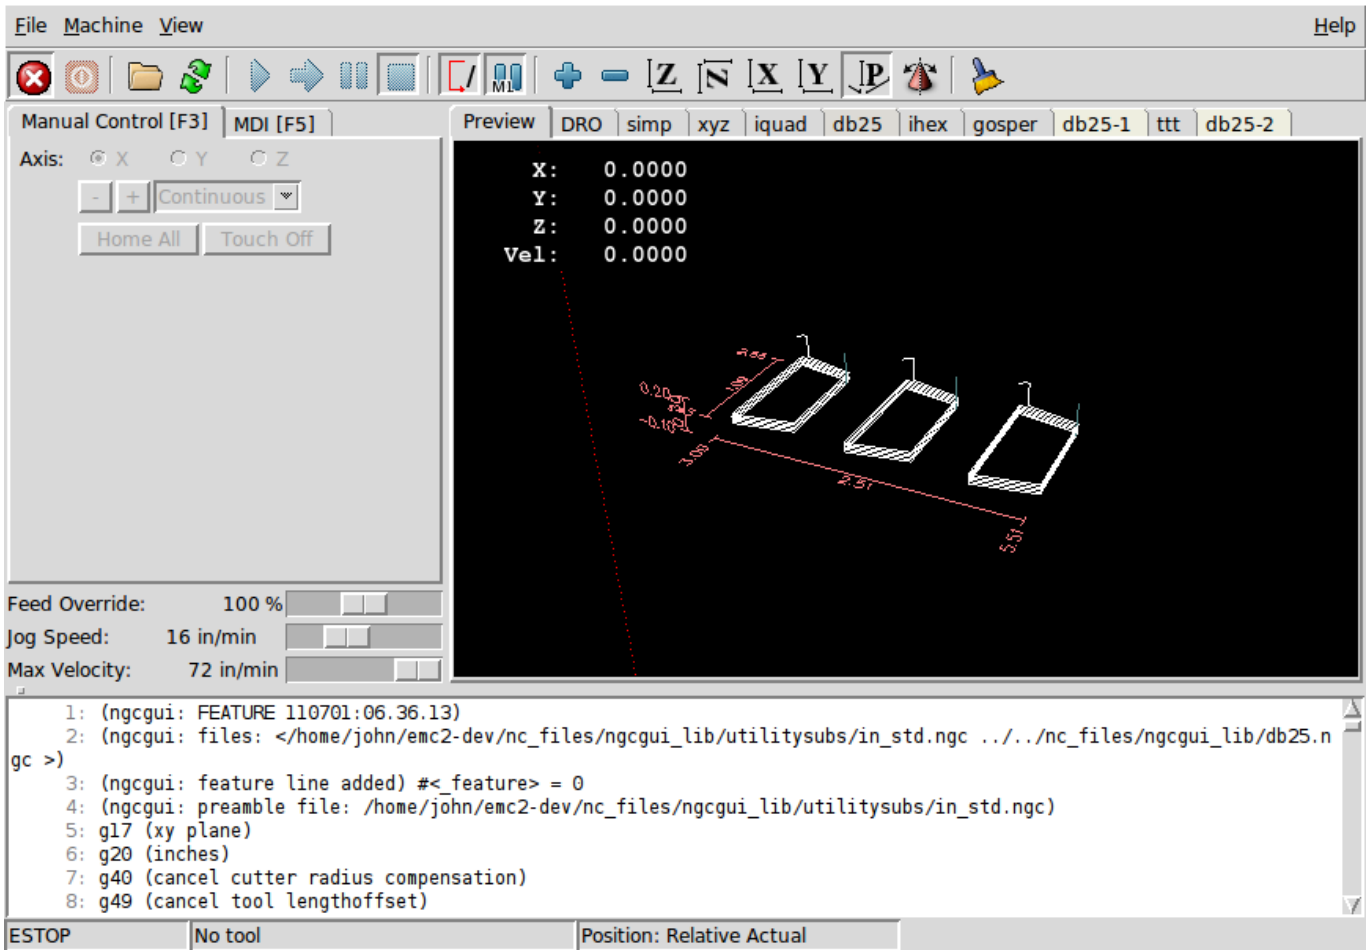 File Machine View Help
M1 Z N X Y P
Manual Control [F3] MDI [F5] Preview DRO simp xyz iquad db25 ihex gosper db25-1 ttt db25-2
Axis: X Y Z
- + Continuous
Home All Touch Off
X: 0.0000
Y: 0.0000
Z: 0.0000
Vel: 0.0000
0.20
3.00
2.51
5.51
Feed Override: 100 %
Jog Speed: 16 in/min
Max Velocity: 72 in/min
1: (ngcgui: FEATURE 110701:06.36.13)
2: (ngcgui: files: </home/john/emc2-dev/nc_files/ngcgui_lib/utilitysubs/in_std.ngc ../../nc_files/ngcgui_lib/db25.n
gc >)
3: (ngcgui: feature line added) #<_feature> = 0
4: (ngcgui: preamble file: /home/john/emc2-dev/nc_files/ngcgui_lib/utilitysubs/in_std.ngc)
5: g17 (xy plane)
6: g20 (inches)
7: g40 (cancel cutter radius compensation)
8: g49 (cancel tool lengthoffset)
ESTOP No tool Position: Relative Actual